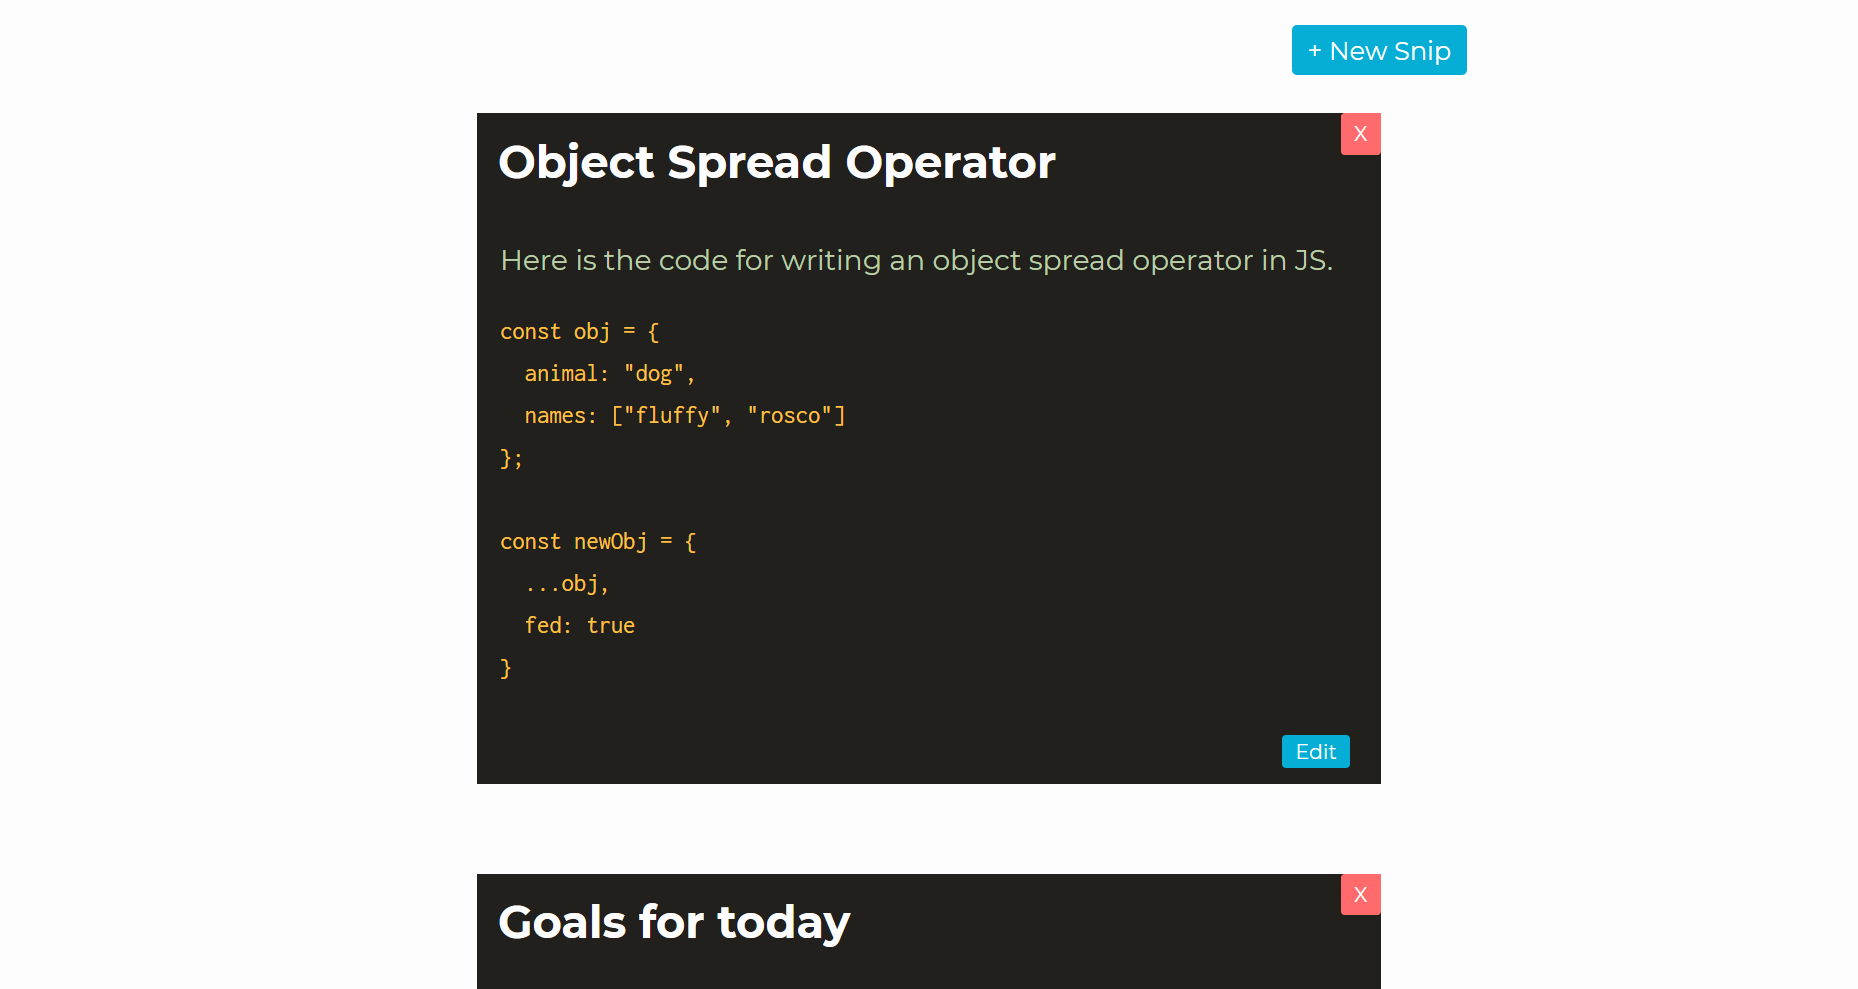 + New Snip
X
Object Spread Operator
Here is the code for writing an object spread operator in JS.
const obj = {
  animal: "dog",
  names: ["fluffy", "rosco"]
};
const newObj = {
  ...obj,
  fed: true
}
Edit
X
Goals for today